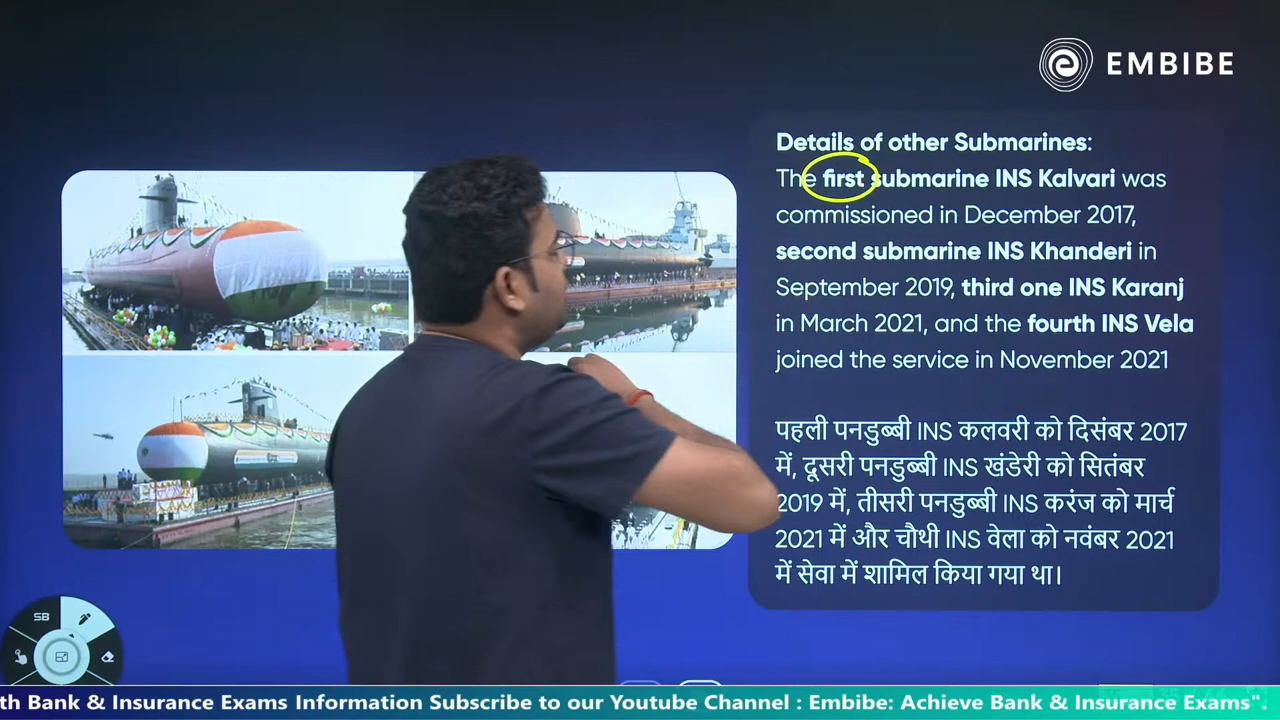 EMBIBE
Details of other Submarines:
The first submarine INS Kalvari was
commissioned in December 2017,
second submarine INS Khanderi in
September 2019, third one INS Karanj
in March 2021, and the fourth INS Vela
joined the service in November 2021
पहली पनडुब्बी INS कलवरी को दिसंबर 2017
में, दूसरी पनडुब्बी INS खंडेरी को सितंबर
2019 में, तीसरी पनडुब्बी INS करंज को मार्च
2021 में और चौथी INS वेला को नवंबर 2021
में सेवा में शामिल किया गया था।
SB
th Bank & Insurance Exams Information Subscribe to our Youtube Channel : Embibe: Achieve Bank & Insurance Exams".